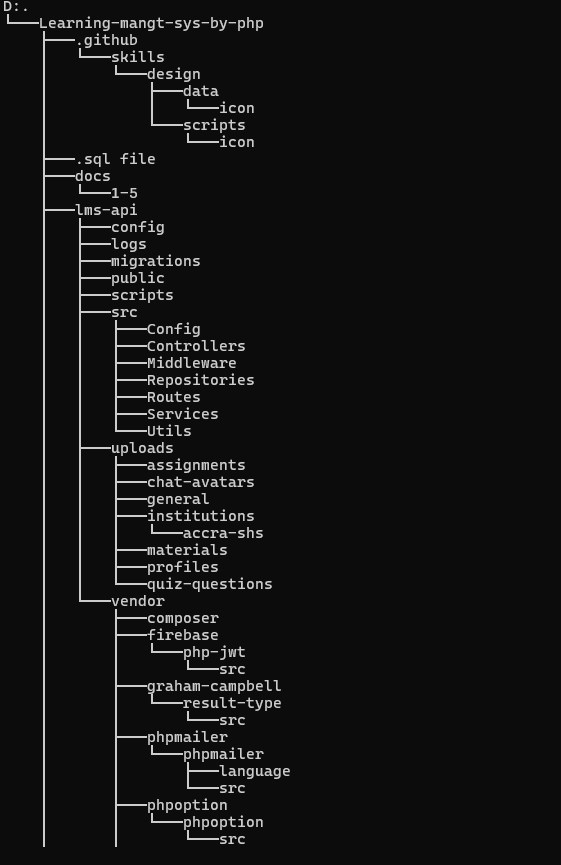 D:.
Learning-mangt-sys-by-php
.github
skills
design
data
icon
scripts
icon
.sql file
docs
1-5
lms-api
config
logs
migrations
public
scripts
src
Config
Controllers
Middleware
Repositories
Routes
Services
Utils
uploads
assignments
chat-avatars
general
institutions
accra-shs
materials
profiles
quiz-questions
vendor
composer
firebase
php-jwt
src
graham-campbell
result-type
src
phpmailer
phpmailer
language
src
phpoption
phpoption
src